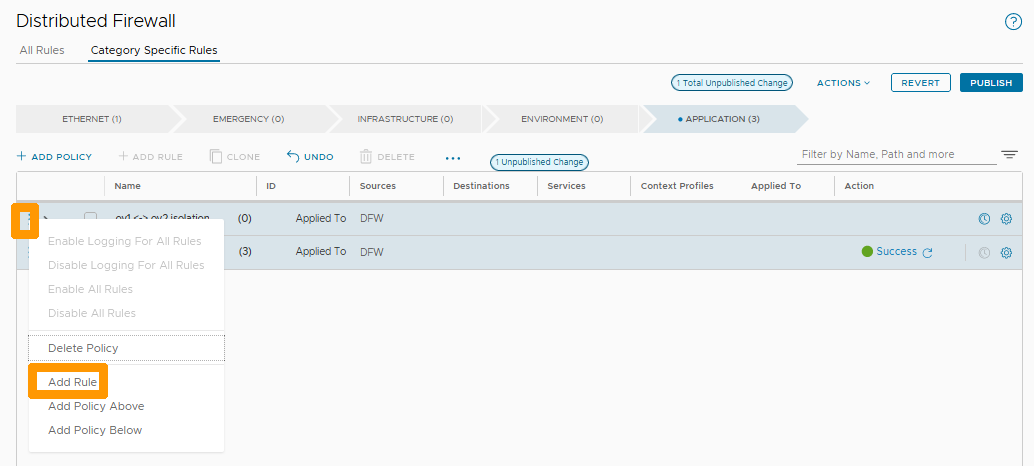 Distributed Firewall
All Rules Category Specific Rules
1 Total Unpublished Change ACTIONS REVERT PUBLISH
ETHERNET (1) EMERGENCY (0) INFRASTRUCTURE (0) ENVIRONMENT (0) APPLICATION (3)
+ ADD POLICY + ADD RULE CLONE UNDO DELETE ... 1 Unpublished Change Filter by Name, Path and more
Name ID Sources Destinations Services Context Profiles Applied To Action
ov1 <-> ov2 isolation (0) Applied To DFW
(3) Applied To DFW Success
Enable Logging For All Rules
Disable Logging For All Rules
Enable All Rules
Disable All Rules
Delete Policy
Add Rule
Add Policy Above
Add Policy Below